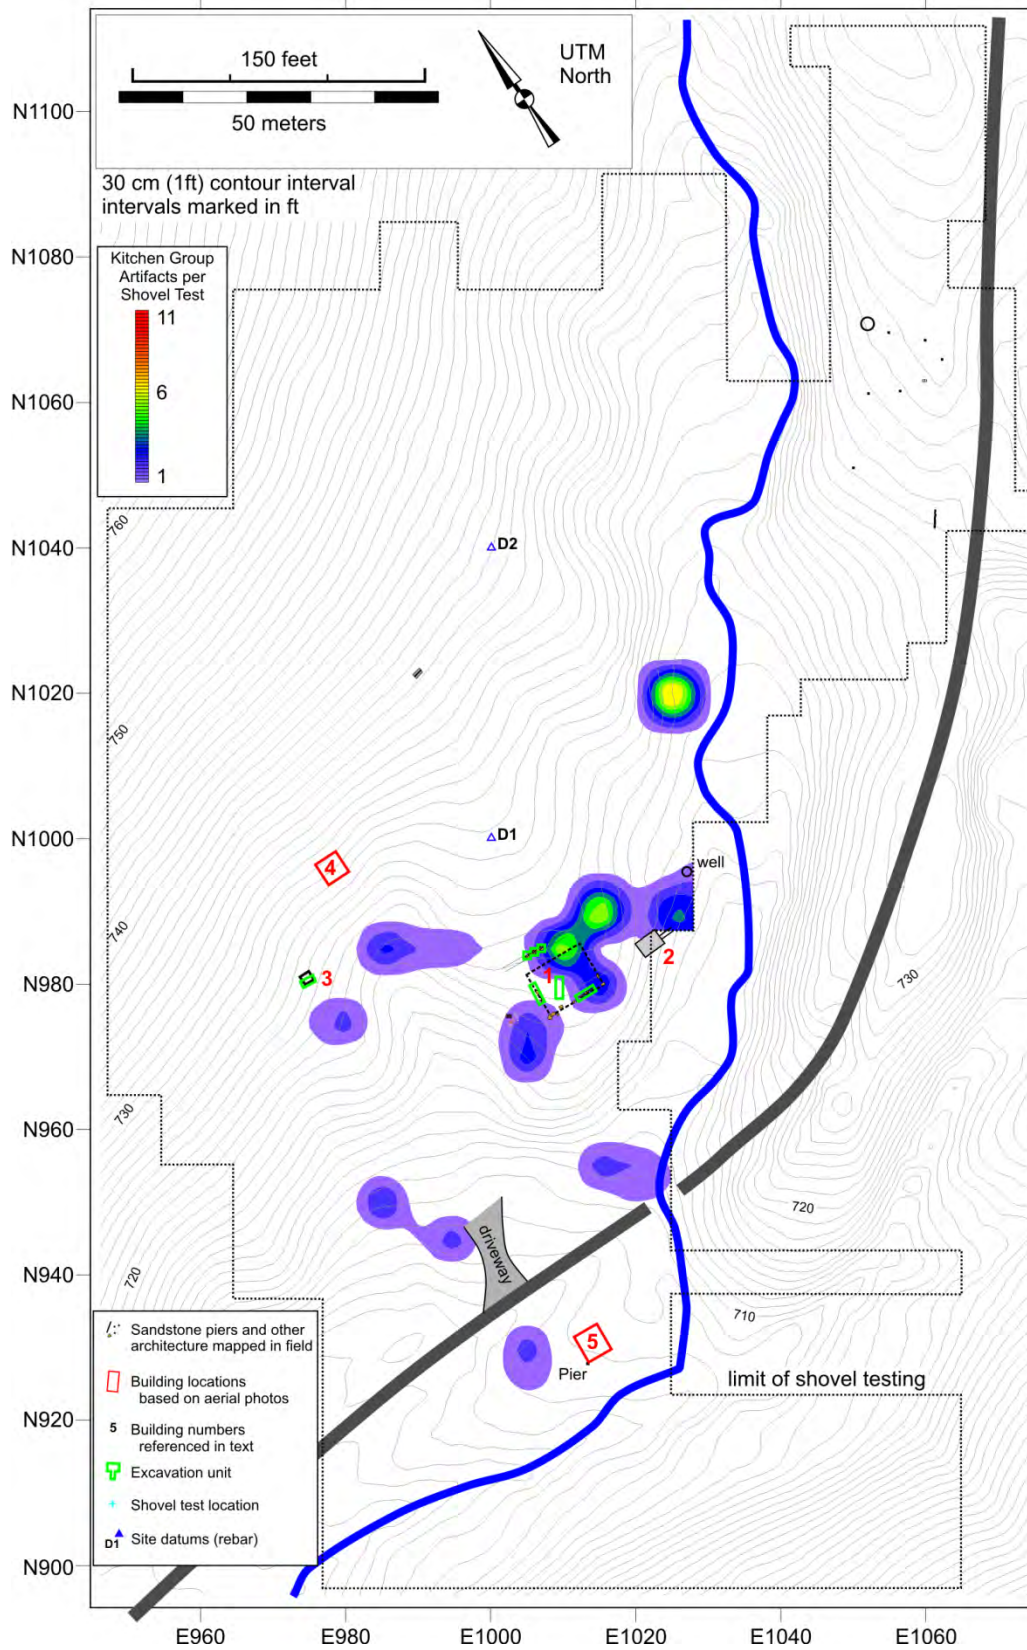 150 feet
50 meters
UTM
North
30 cm (1ft) contour interval
intervals marked in ft
Kitchen Group
Artifacts per
Shovel Test
11
6
1
N1100
N1080
N1060
N1040
N1020
N1000
N980
N960
N940
N920
N900
760
D2
750
D1
well
4
740
1
2
3
730
730
720
driveway
720
710
5
Pier
limit of shovel testing
Sandstone piers and other
architecture mapped in field
Building locations
based on aerial photos
5 Building numbers
referenced in text
Excavation unit
Shovel test location
D1 Site datums (rebar)
E960
E980
E1000
E1020
E1040
E1060